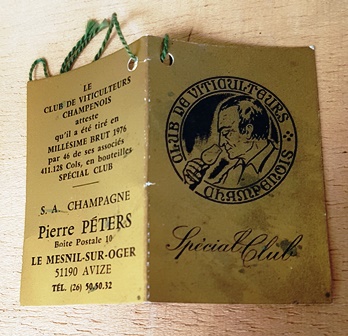 LE
CLUB DE VITICULTEURS
CHAMPENOIS
atteste
qu'il a été tiré en
MILLÉSIME BRUT 1976
par 46 de ses associés
411.128 Cols, en bouteilles
SPÉCIAL CLUB
S. A. CHAMPAGNE
Pierre PÉTERS
Boite Postale 10
LE MESNIL-SUR-OGER
51190 AVIZE
TÉL. (26) 50.50.32
CLUB DE VITICULTEURS
CHAMPENOIS
Spécial Club